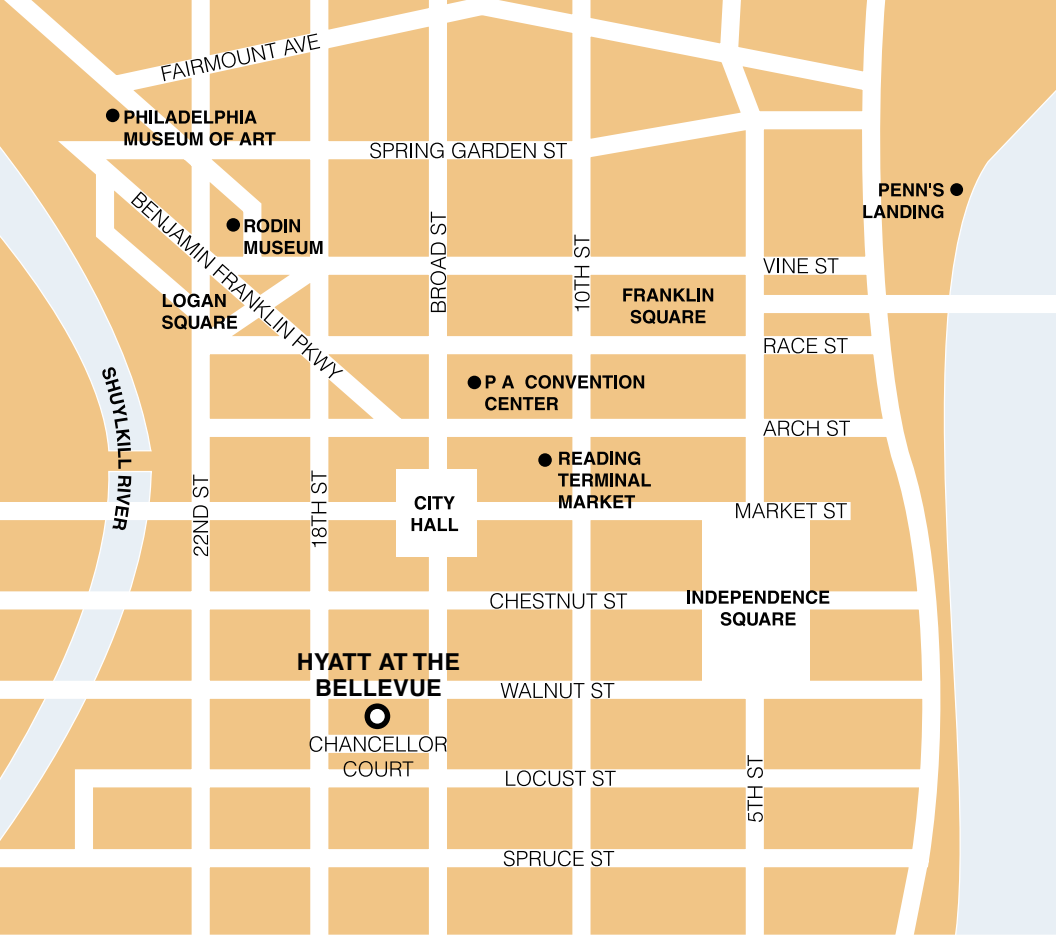 FAIRMOUNT AVE
PHILADELPHIA
MUSEUM OF ART
SPRING GARDEN ST
PENN'S
LANDING
BENJAMIN FRANKLIN PKWY
RODIN
MUSEUM
BROAD ST
10TH ST
VINE ST
LOGAN
SQUARE
FRANKLIN
SQUARE
RACE ST
P A CONVENTION
CENTER
SHUYLKILL RIVER
ARCH ST
READING
TERMINAL
MARKET
22ND ST
18TH ST
CITY
HALL
MARKET ST
CHESTNUT ST
INDEPENDENCE
SQUARE
HYATT AT THE
BELLEVUE
WALNUT ST
CHANCELLOR
COURT
LOCUST ST
5TH ST
SPRUCE ST